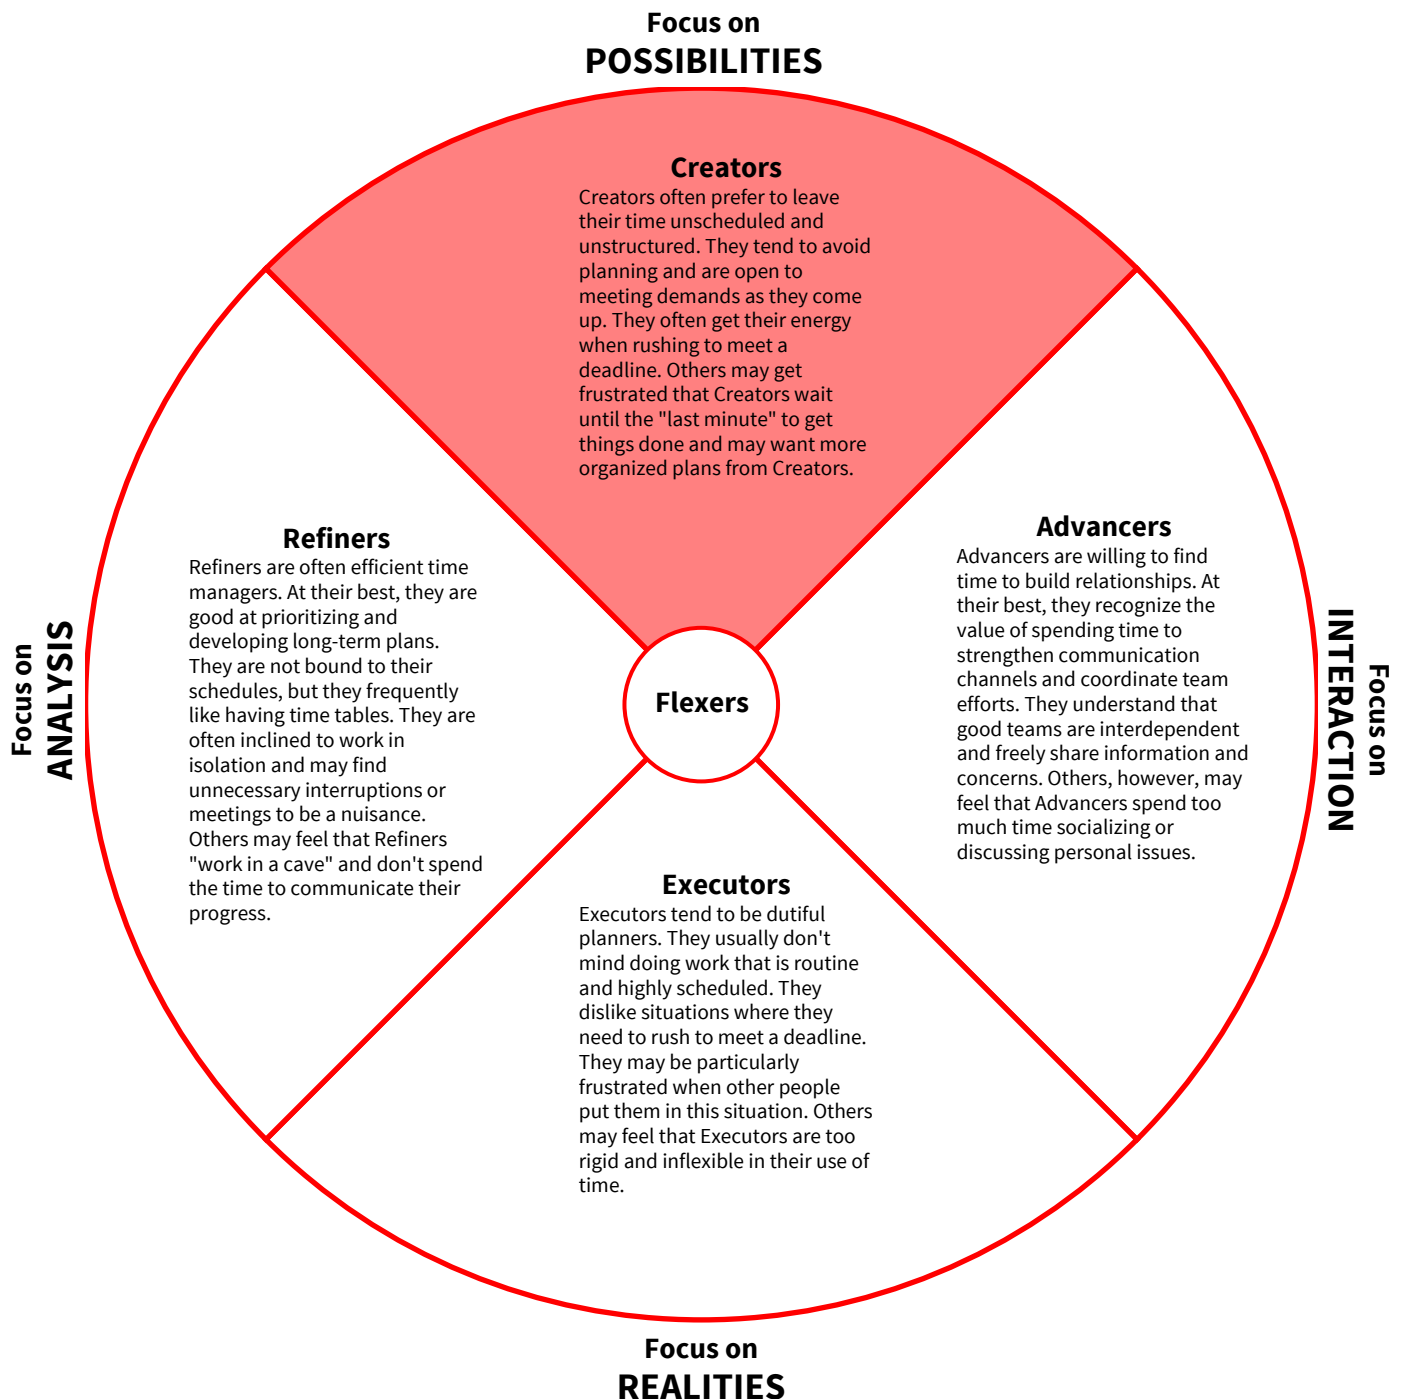 Focus on
POSSIBILITIES
Creators
Creators often prefer to leave
their time unscheduled and
unstructured. They tend to avoid
planning and are open to
meeting demands as they come
up. They often get their energy
when rushing to meet a
deadline. Others may get
frustrated that Creators wait
until the "last minute" to get
things done and may want more
organized plans from Creators.
Focus on
ANALYSIS
Refiners
Refiners are often efficient time
managers. At their best, they are
good at prioritizing and
developing long-term plans.
They are not bound to their
schedules, but they frequently
like having time tables. They are
often inclined to work in
isolation and may find
unnecessary interruptions or
meetings to be a nuisance.
Others may feel that Refiners
"work in a cave" and don't spend
the time to communicate their
progress.
Flexers
Advancers
Advancers are willing to find
time to build relationships. At
their best, they recognize the
value of spending time to
strengthen communication
channels and coordinate team
efforts. They understand that
good teams are interdependent
and freely share information and
concerns. Others, however, may
feel that Advancers spend too
much time socializing or
discussing personal issues.
Focus on
INTERACTION
Executors
Executors tend to be dutiful
planners. They usually don't
mind doing work that is routine
and highly scheduled. They
dislike situations where they
need to rush to meet a deadline.
They may be particularly
frustrated when other people
put them in this situation. Others
may feel that Executors are too
rigid and inflexible in their use of
time.
Focus on
REALITIES